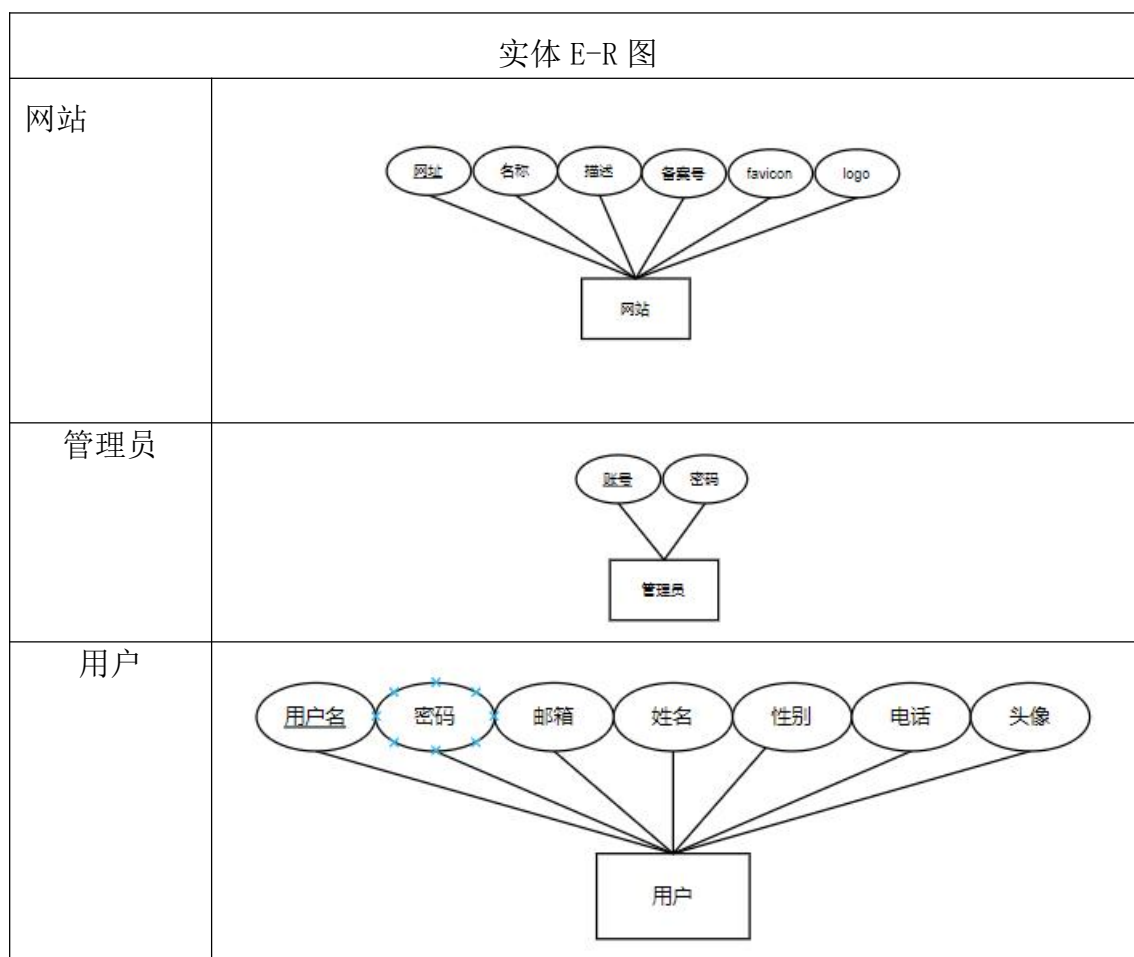 实体 E-R 图
网站
网址 名称 描述 备案号 favicon logo
网站
管理员
账号 密码
管理员
用户
用户名 密码 邮箱 姓名 性别 电话 头像
用户